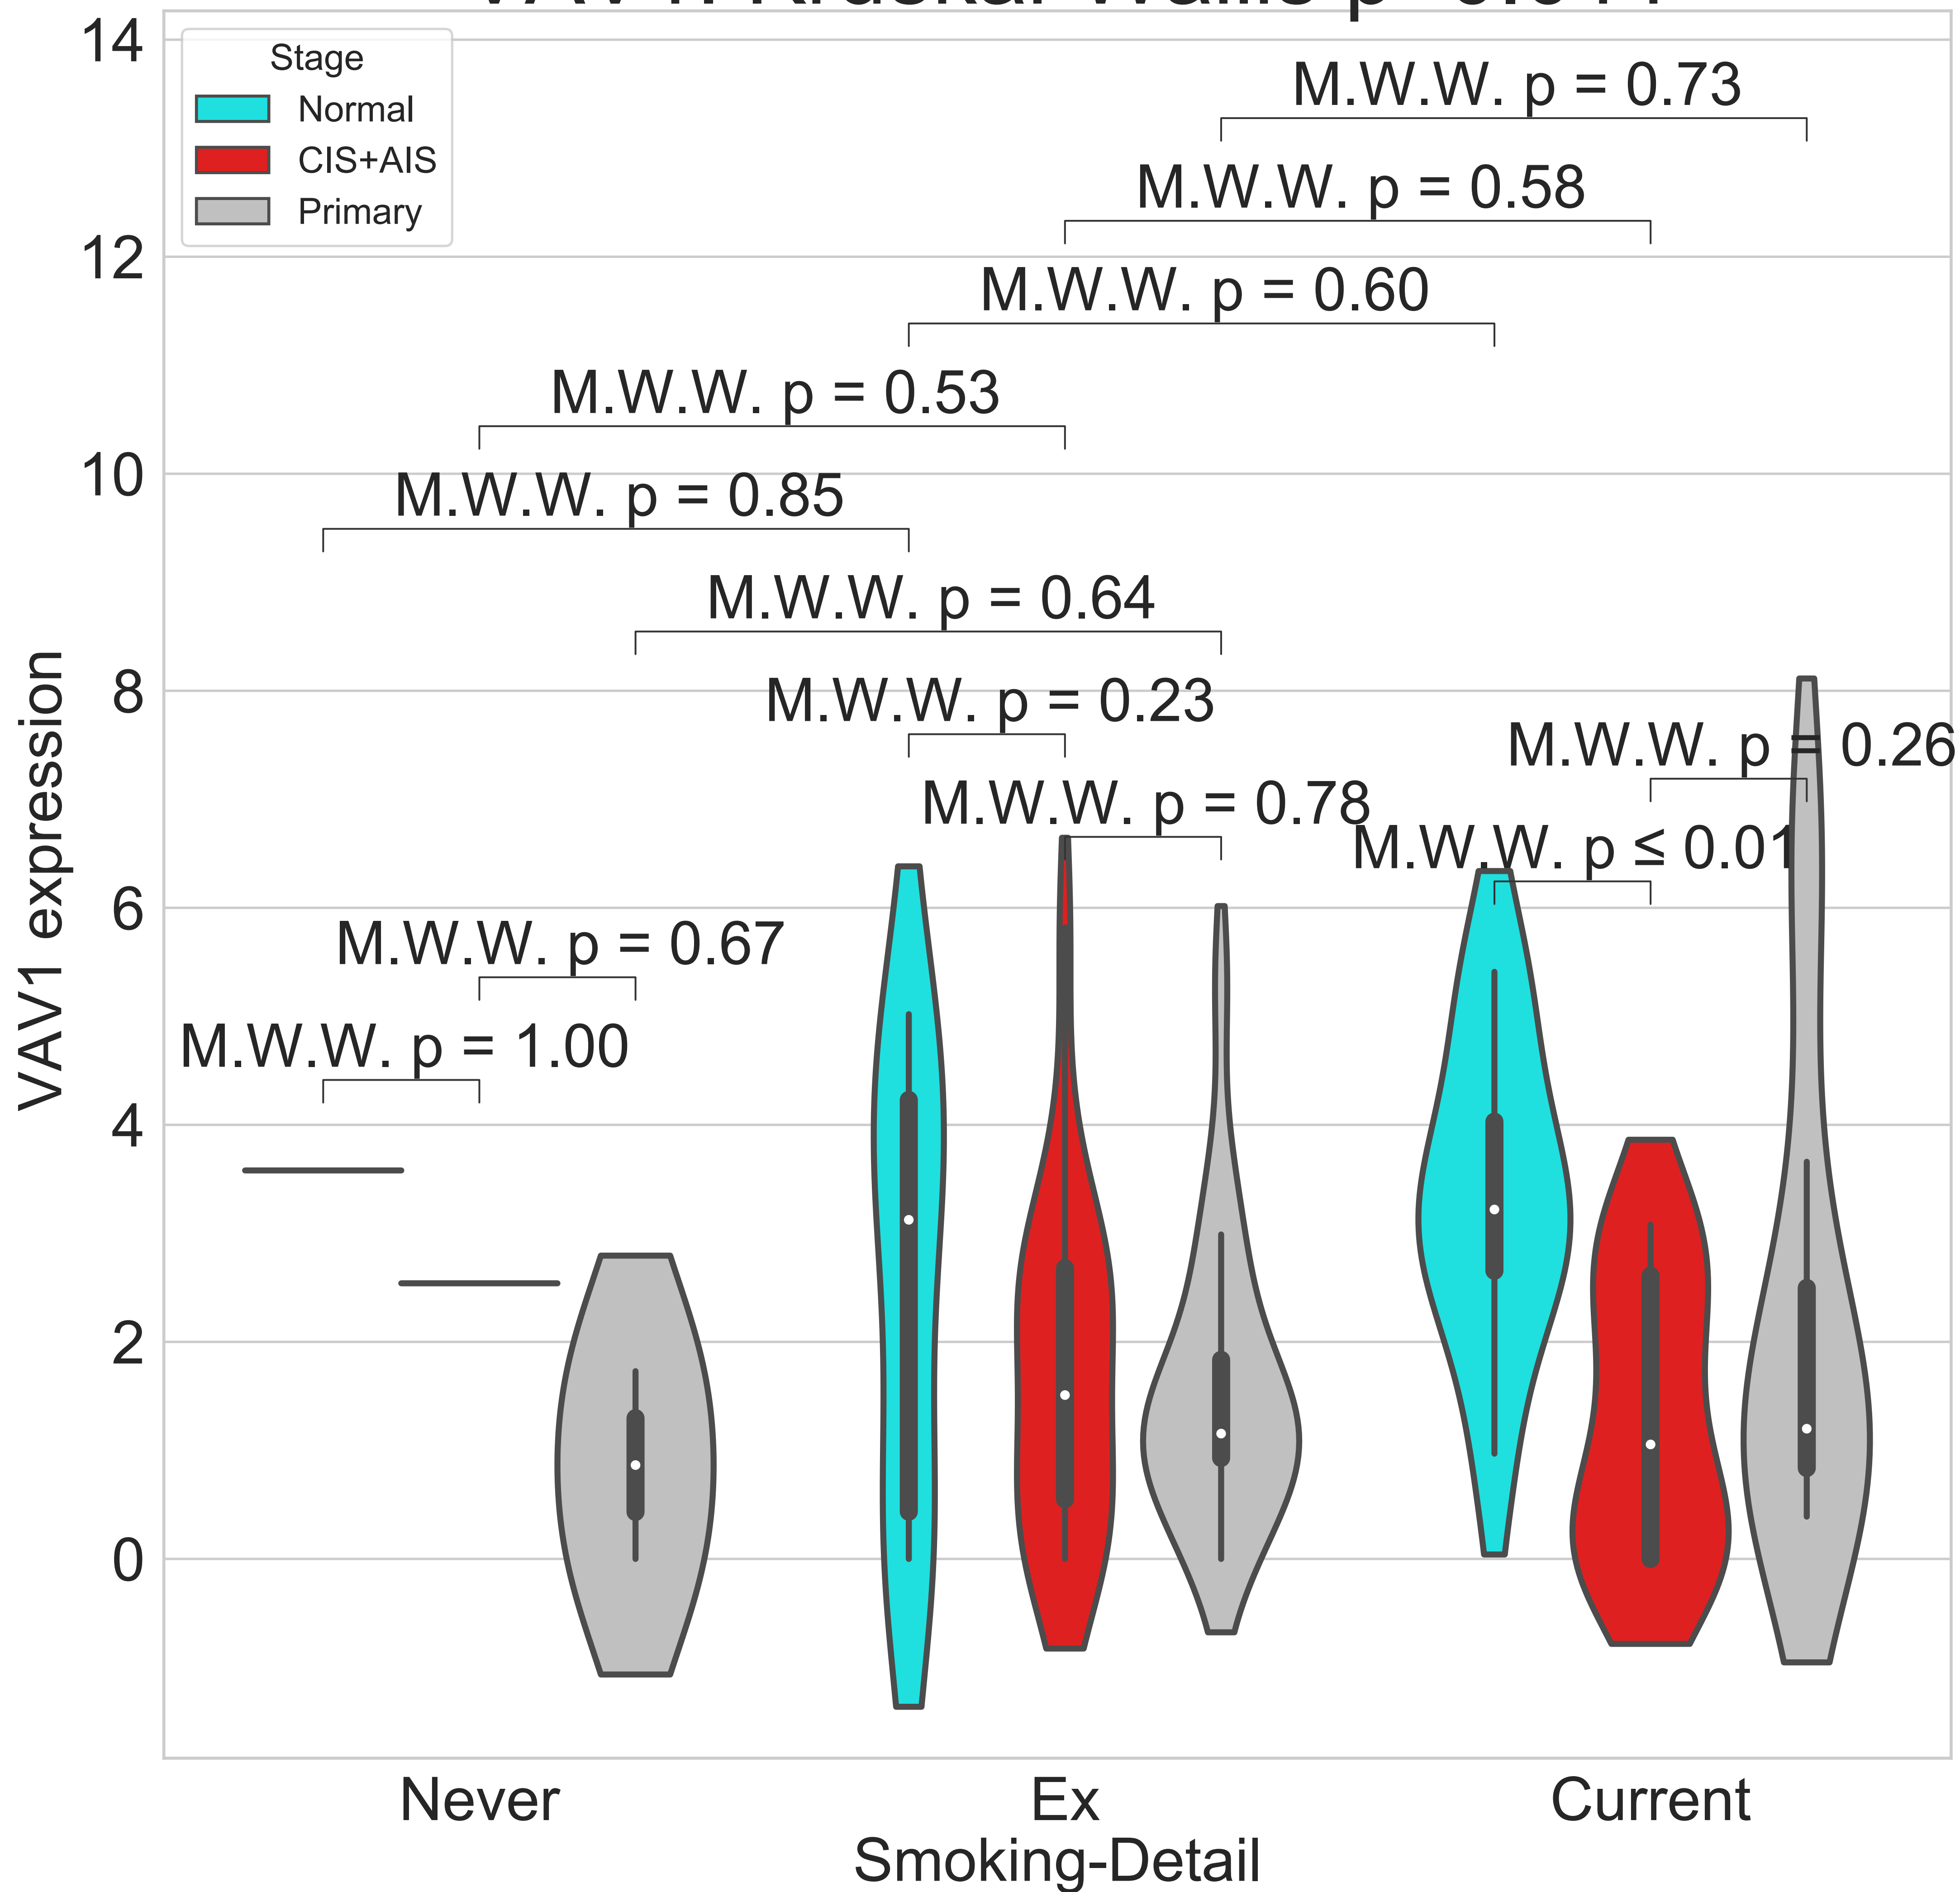 14
12
10
8
6
4
2
0
VAV1 expression
Stage
Normal
CIS+AIS
Primary
M.W.W. p = 0.73
M.W.W. p = 0.58
M.W.W. p = 0.60
M.W.W. p = 0.53
M.W.W. p = 0.85
M.W.W. p = 0.64
M.W.W. p = 0.23
M.W.W. p = 0.26
M.W.W. p = 0.78
M.W.W. p ≤ 0.01
M.W.W. p = 0.67
M.W.W. p = 1.00
Never
Ex
Current
Smoking-Detail